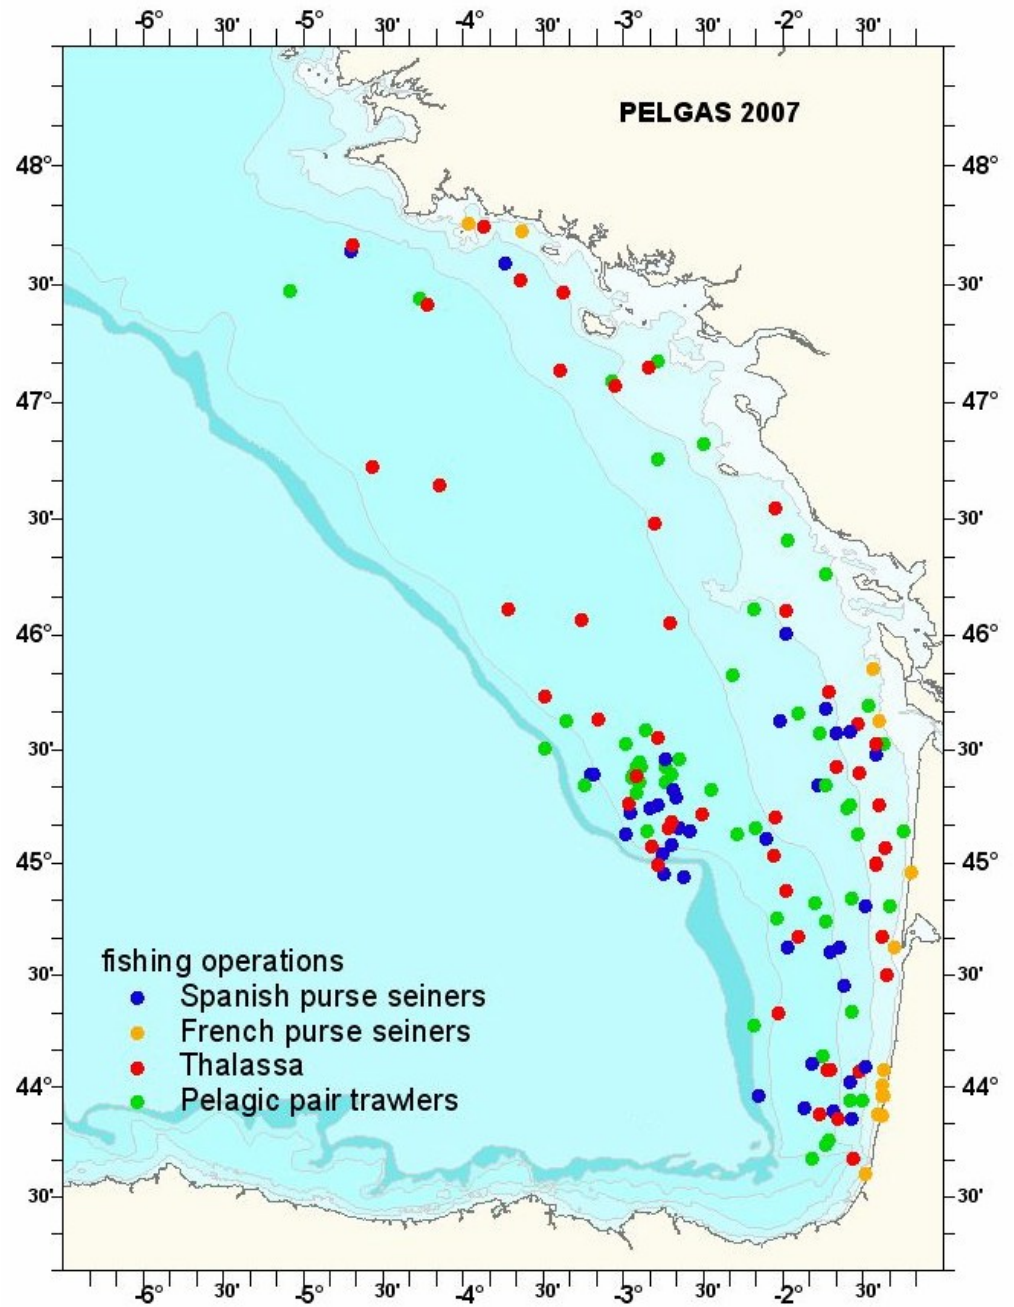 -6° 30' -5° 30' -4° 30' -3° 30' -2° 30'
PELGAS 2007
48° 48°
30' 30'
47° 47°
30' 30'
46° 46°
30' 30'
45° 45°
fishing operations
30' 30'
Spanish purse seiners
French purse seiners
Thalassa
44° 44°
Pelagic pair trawlers
30' 30'
-6° 30' -5° 30' -4° 30' -3° 30' -2° 30'